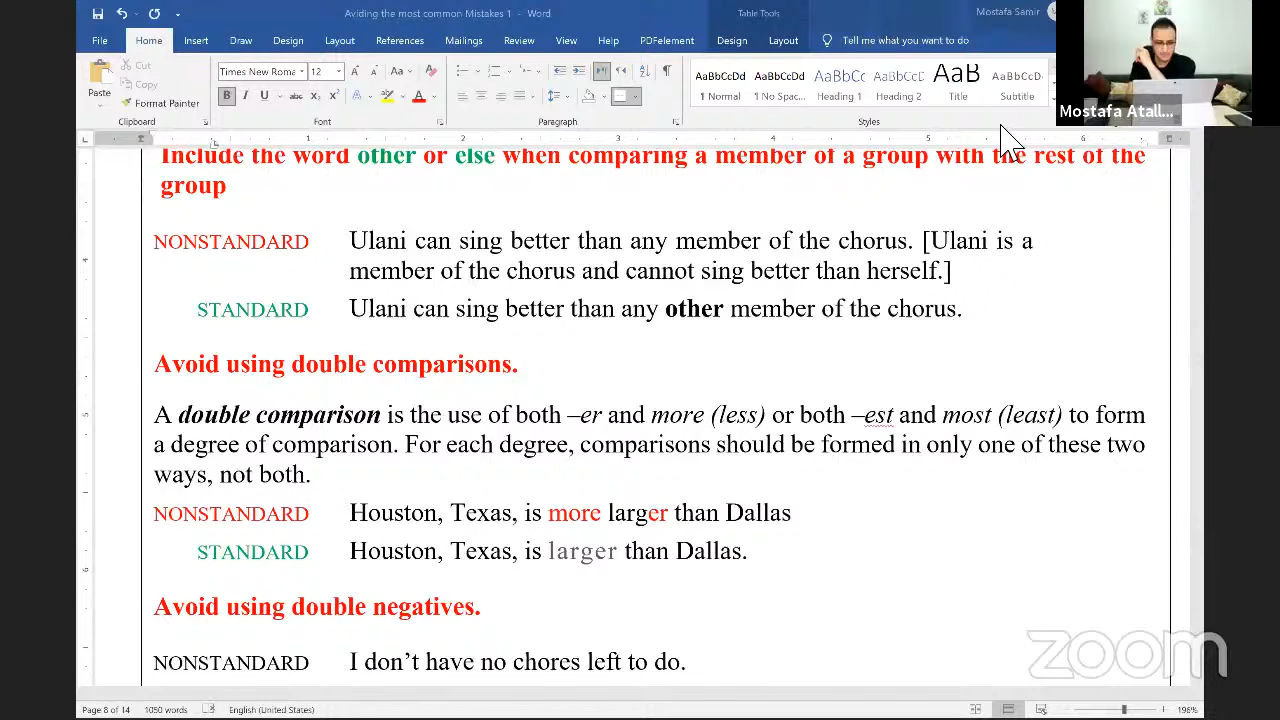 Aviding the most common Mistakes 1 - Word
Table Tools
Mostafa Samir
File Home Insert Draw Design Layout References Mailings Review View Help PDFelement Design Layout Tell me what you want to do
Paste
Cut
Copy
Format Painter
Clipboard
Times New Roma 12
Font
Paragraph
AaBbCcDd AaBbCcDd AaBbCc AaBbCcD AaB AaBbCcD
1 Normal 1 No Spac... Heading 1 Heading 2 Title Subtitle
Styles
Mostafa Atall...
Include the word other or else when comparing a member of a group with the rest of the
group
NONSTANDARD Ulani can sing better than any member of the chorus. [Ulani is a
member of the chorus and cannot sing better than herself.]
STANDARD Ulani can sing better than any other member of the chorus.
Avoid using double comparisons.
A double comparison is the use of both –er and more (less) or both –est and most (least) to form
a degree of comparison. For each degree, comparisons should be formed in only one of these two
ways, not both.
NONSTANDARD Houston, Texas, is more larger than Dallas
STANDARD Houston, Texas, is larger than Dallas.
Avoid using double negatives.
NONSTANDARD I don't have no chores left to do.
zoom
Page 8 of 14 1050 words English (United States) 196%